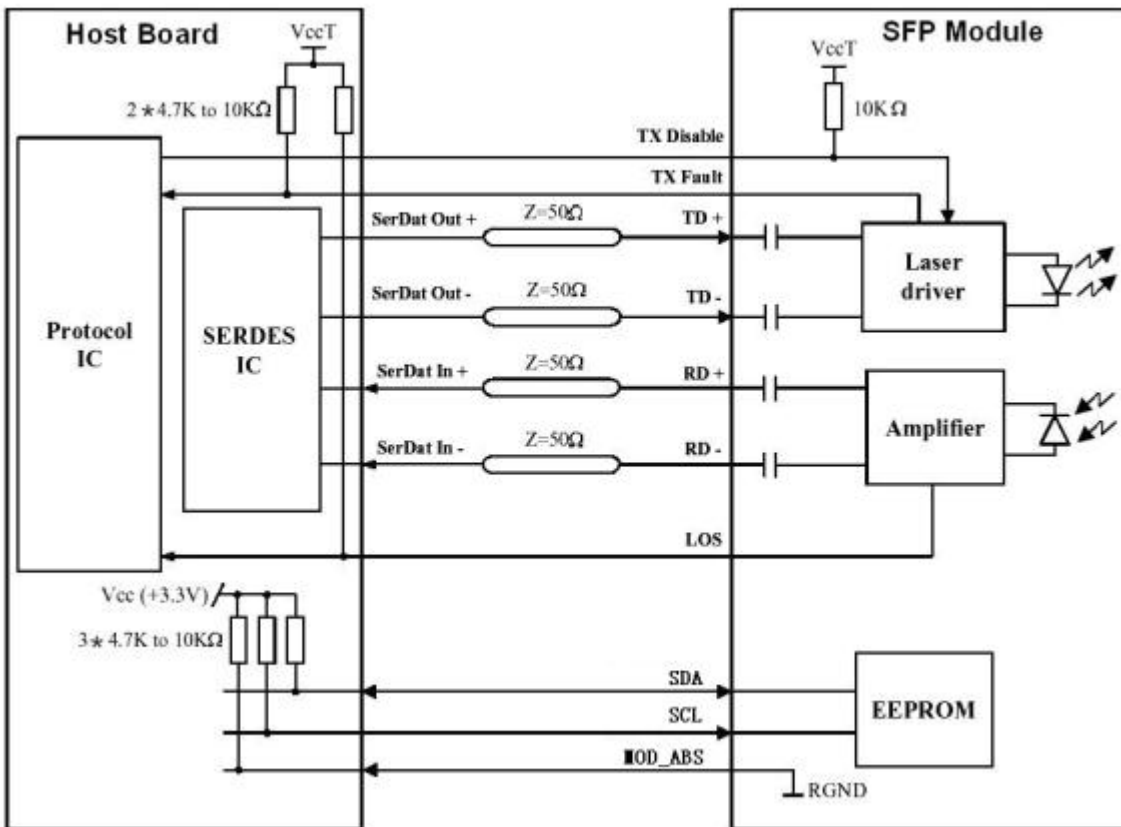 Host Board
SFP Module
VccT
VccT
2*4.7K to 10KΩ
10KΩ
TX Disable
TX Fault
SerDat Out +
Z=50Ω
TD +
SerDat Out -
Z=50Ω
TD -
Laser
driver
Protocol
IC
SERDES
IC
SerDat In +
Z=50Ω
RD +
SerDat In -
Z=50Ω
RD -
Amplifier
LOS
Vcc (+3.3V)
3*4.7K to 10KΩ
SDA
SCL
MOD_ABS
EEPROM
RGND